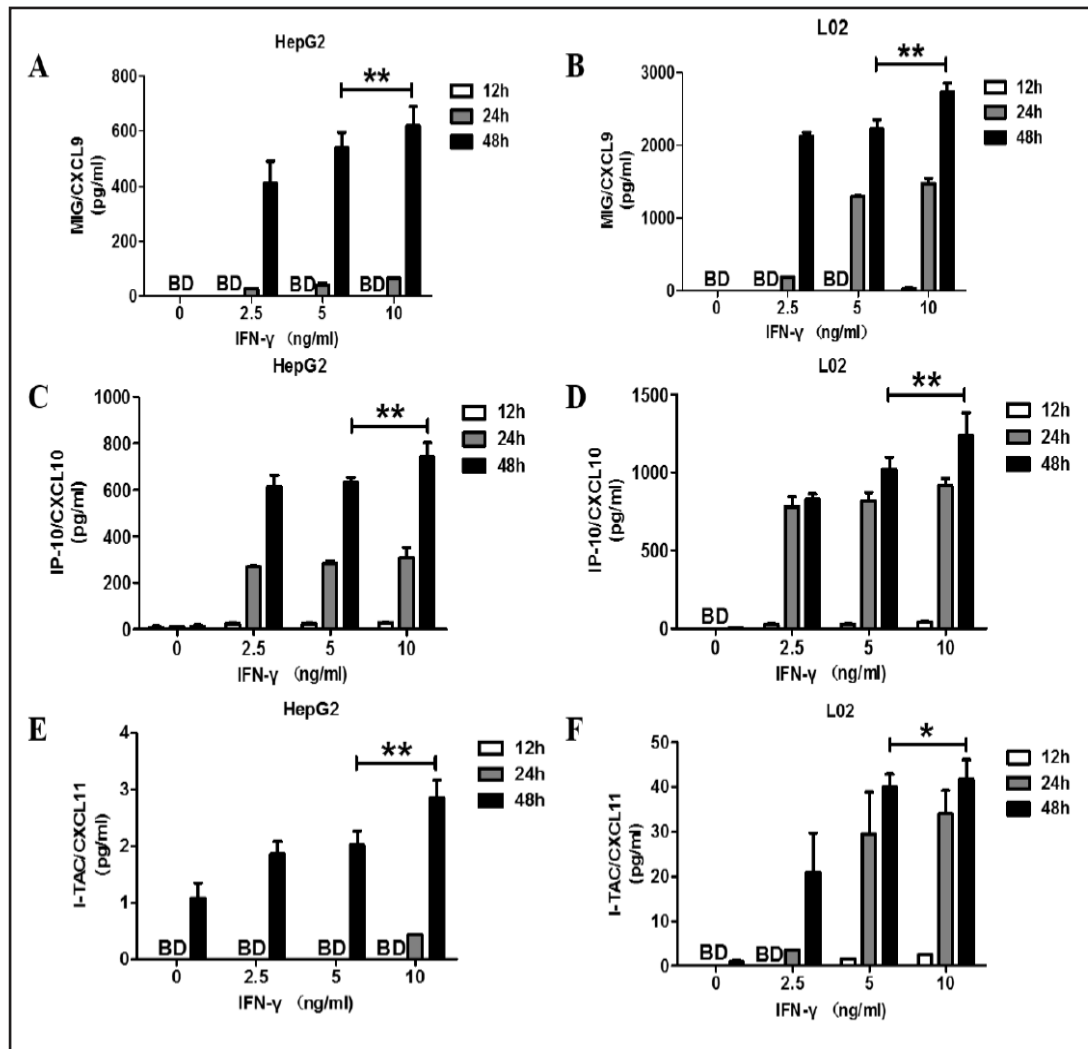 A
HepG2
**
MIG/CXCL9
(pg/ml)
800
600
400
200
0
BD BD BD BD
0 2.5 5 10
IFN-γ (ng/ml)
12h
24h
48h
B
L02
**
MIG/CXCL9
(pg/ml)
3000
2000
1000
0
BD BD BD
0 2.5 5 10
IFN-γ (ng/ml)
12h
24h
48h
C
HepG2
**
IP-10/CXCL10
(pg/ml)
1000
800
600
400
200
0
0 2.5 5 10
IFN-γ (ng/ml)
12h
24h
48h
D
L02
**
IP-10/CXCL10
(pg/ml)
1500
1000
500
0
BD
0 2.5 5 10
IFN-γ (ng/ml)
12h
24h
48h
E
HepG2
**
I-TAC/CXCL11
(pg/ml)
4
3
2
1
0
BD BD BD BD
0 2.5 5 10
IFN-γ (ng/ml)
12h
24h
48h
F
L02
*
I-TAC/CXCL11
(pg/ml)
50
40
30
20
10
0
BD BD
0 2.5 5 10
IFN-γ (ng/ml)
12h
24h
48h